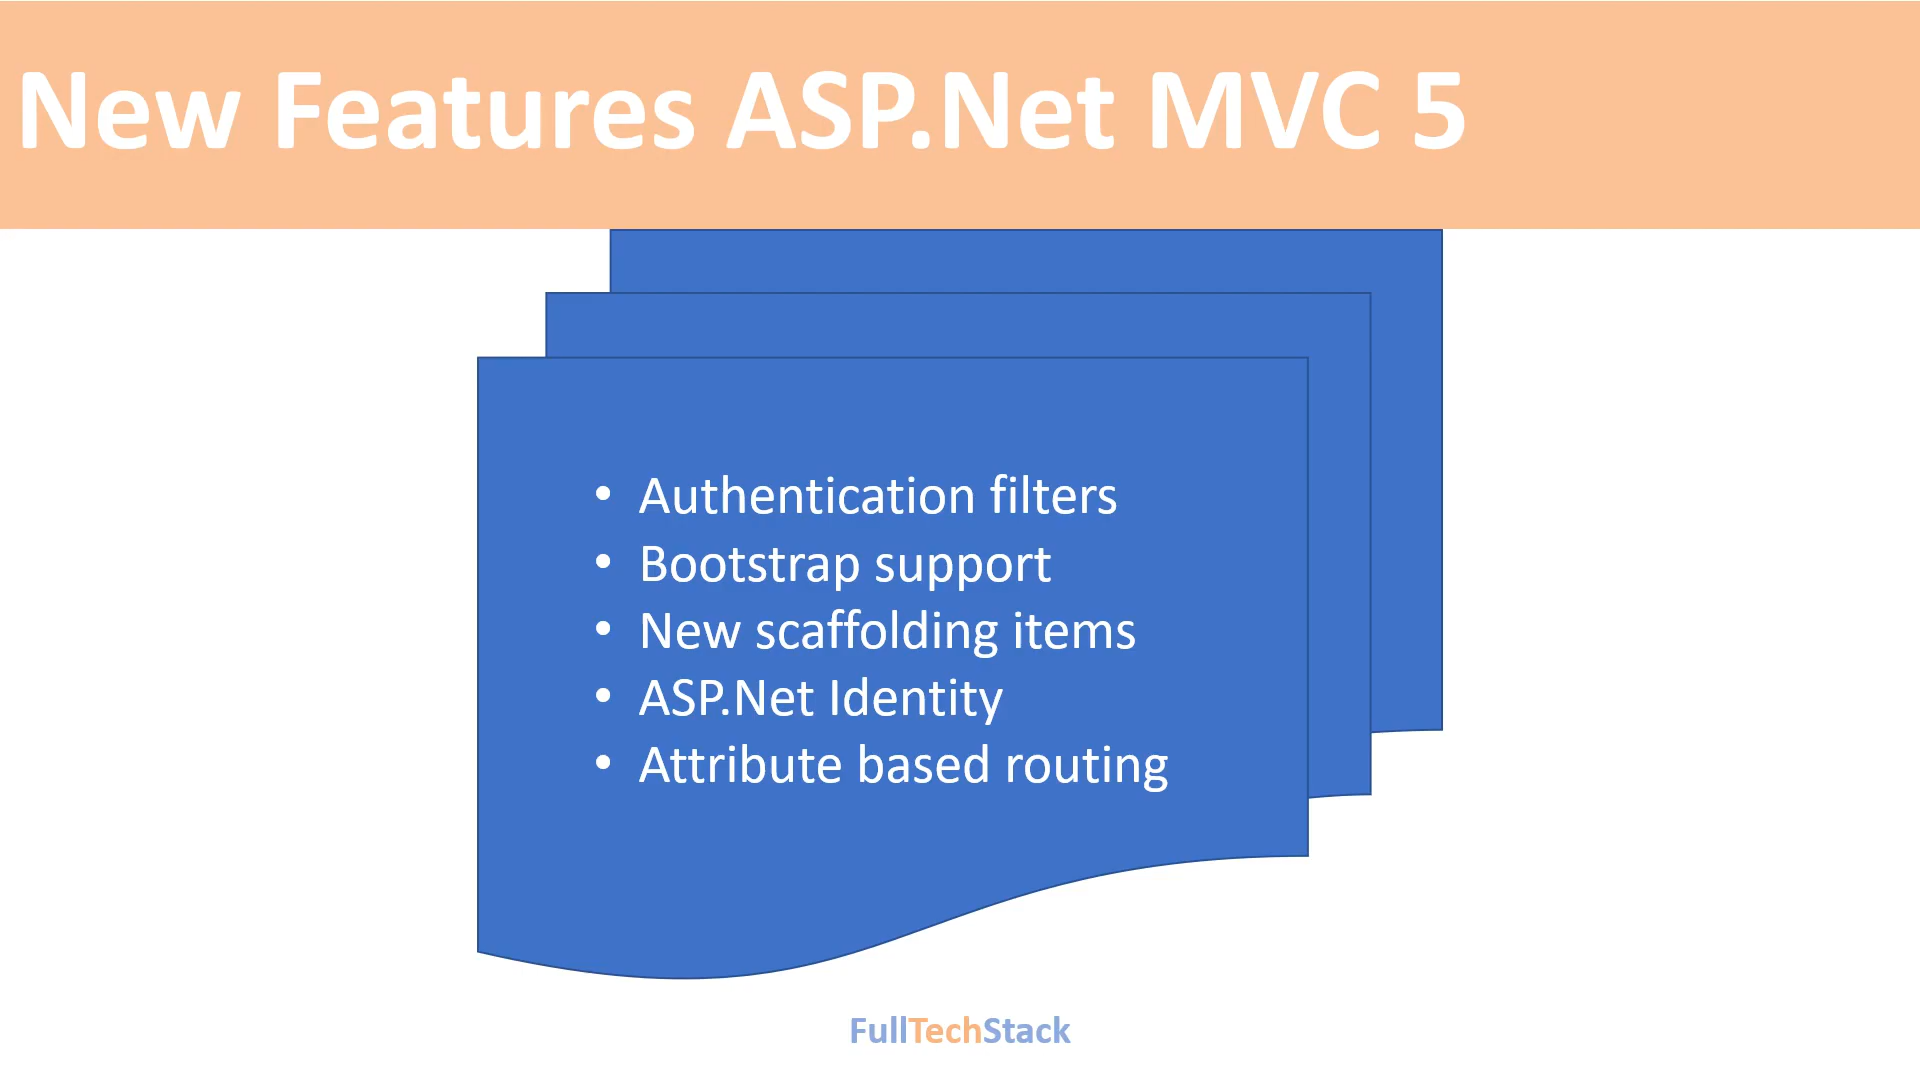 New Features ASP.Net MVC 5
• Authentication filters
• Bootstrap support
• New scaffolding items
• ASP.Net Identity
• Attribute based routing
FullTechStack